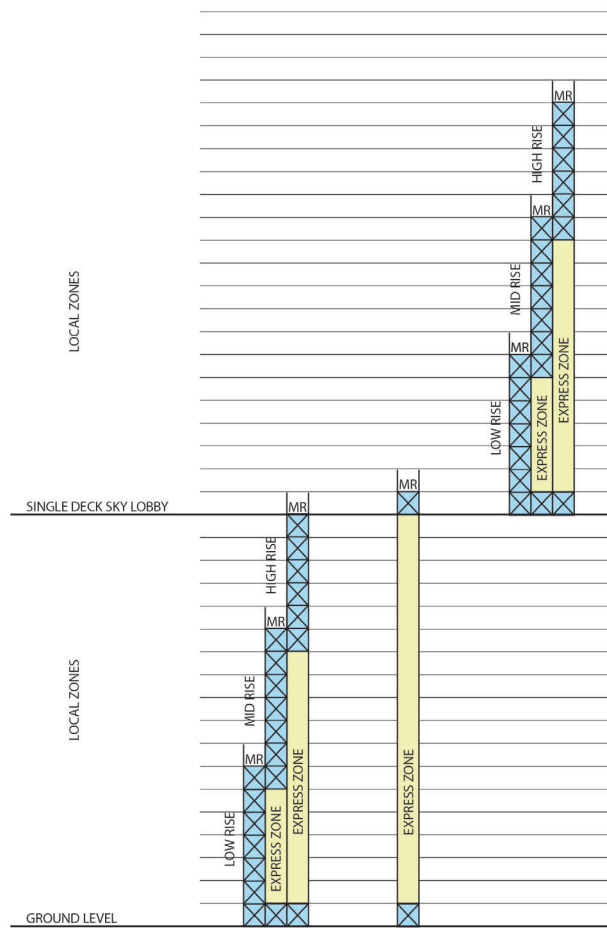 MR
HIGH RISE
MR
MID RISE
LOCAL ZONES
MR
EXPRESS ZONE
LOW RISE
EXPRESS ZONE
MR
SINGLE DECK SKY LOBBY
MR
HIGH RISE
MR
LOCAL ZONES
MID RISE
MR
EXPRESS ZONE
EXPRESS ZONE
LOW RISE
EXPRESS ZONE
GROUND LEVEL